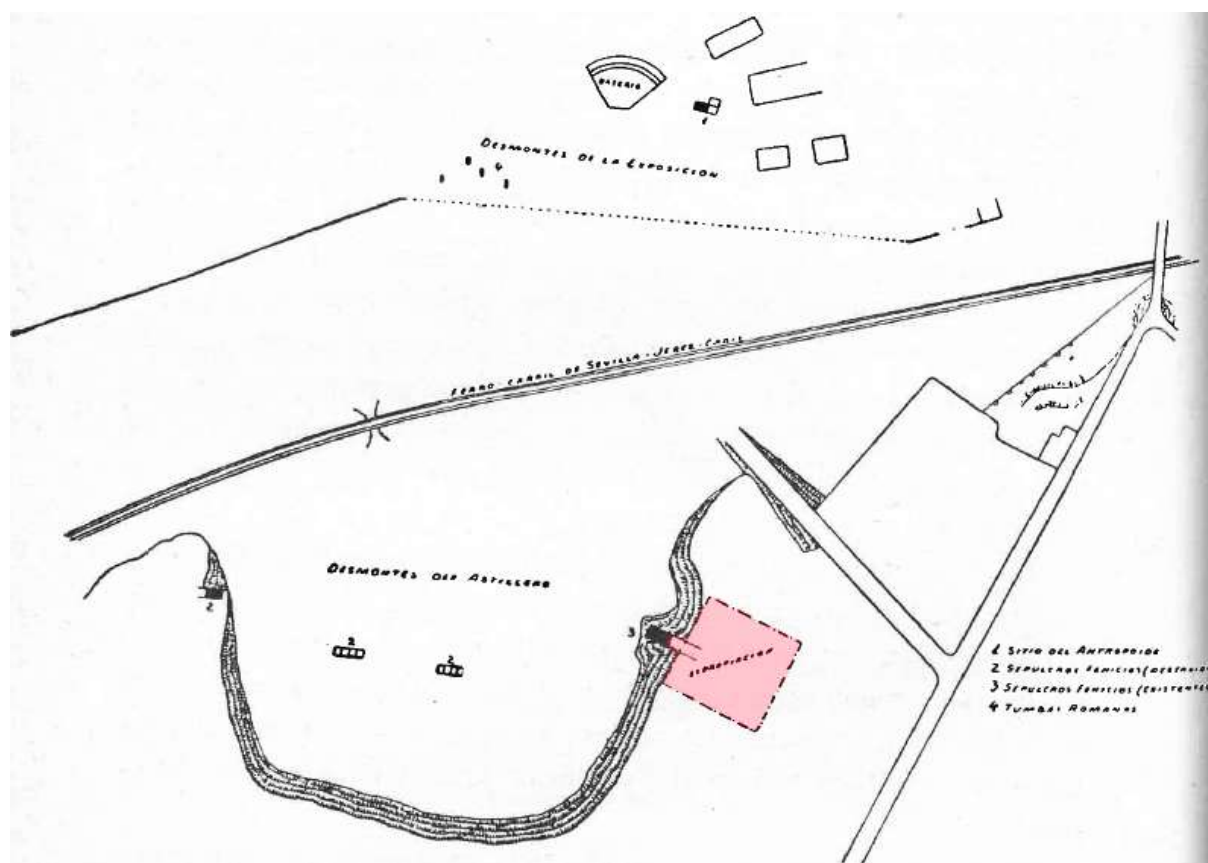 BATERIA
1
DESMONTES DE LA EXPOSICION
4
FERRO-CARRIL DE SEVILLA-JEREZ-CADIZ
DESMONTES DEL ASTILLERO
2
2
2
3
1 SITIO DEL ANTROPOIDE
2 SEPULCROS FENICIOS (
3 SEPULCROS FENICIOS (EXISTENTE
4 TUMBAS ROMANAS